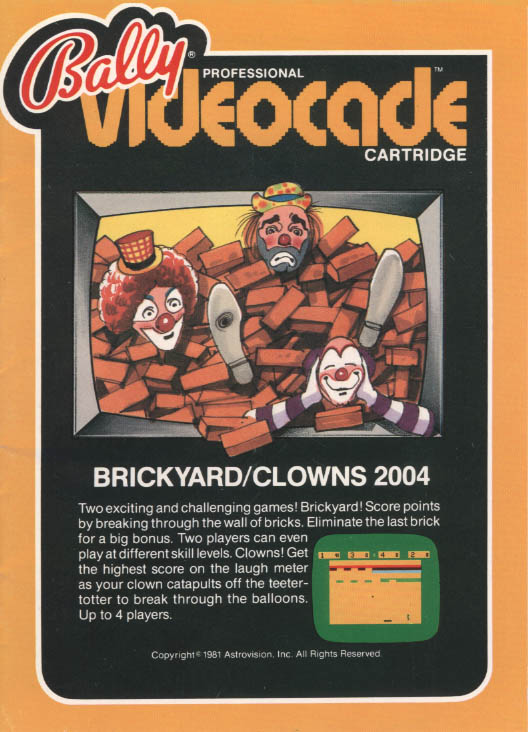 Bally®
PROFESSIONAL
Videocade™
CARTRIDGE
BRICKYARD/CLOWNS 2004
Two exciting and challenging games! Brickyard! Score points
by breaking through the wall of bricks. Eliminate the last brick
for a big bonus. Two players can even
play at different skill levels. Clowns! Get
the highest score on the laugh meter
as your clown catapults off the teeter-
totter to break through the balloons.
Up to 4 players.
Copyright © 1981 Astrovision, Inc. All Rights Reserved.